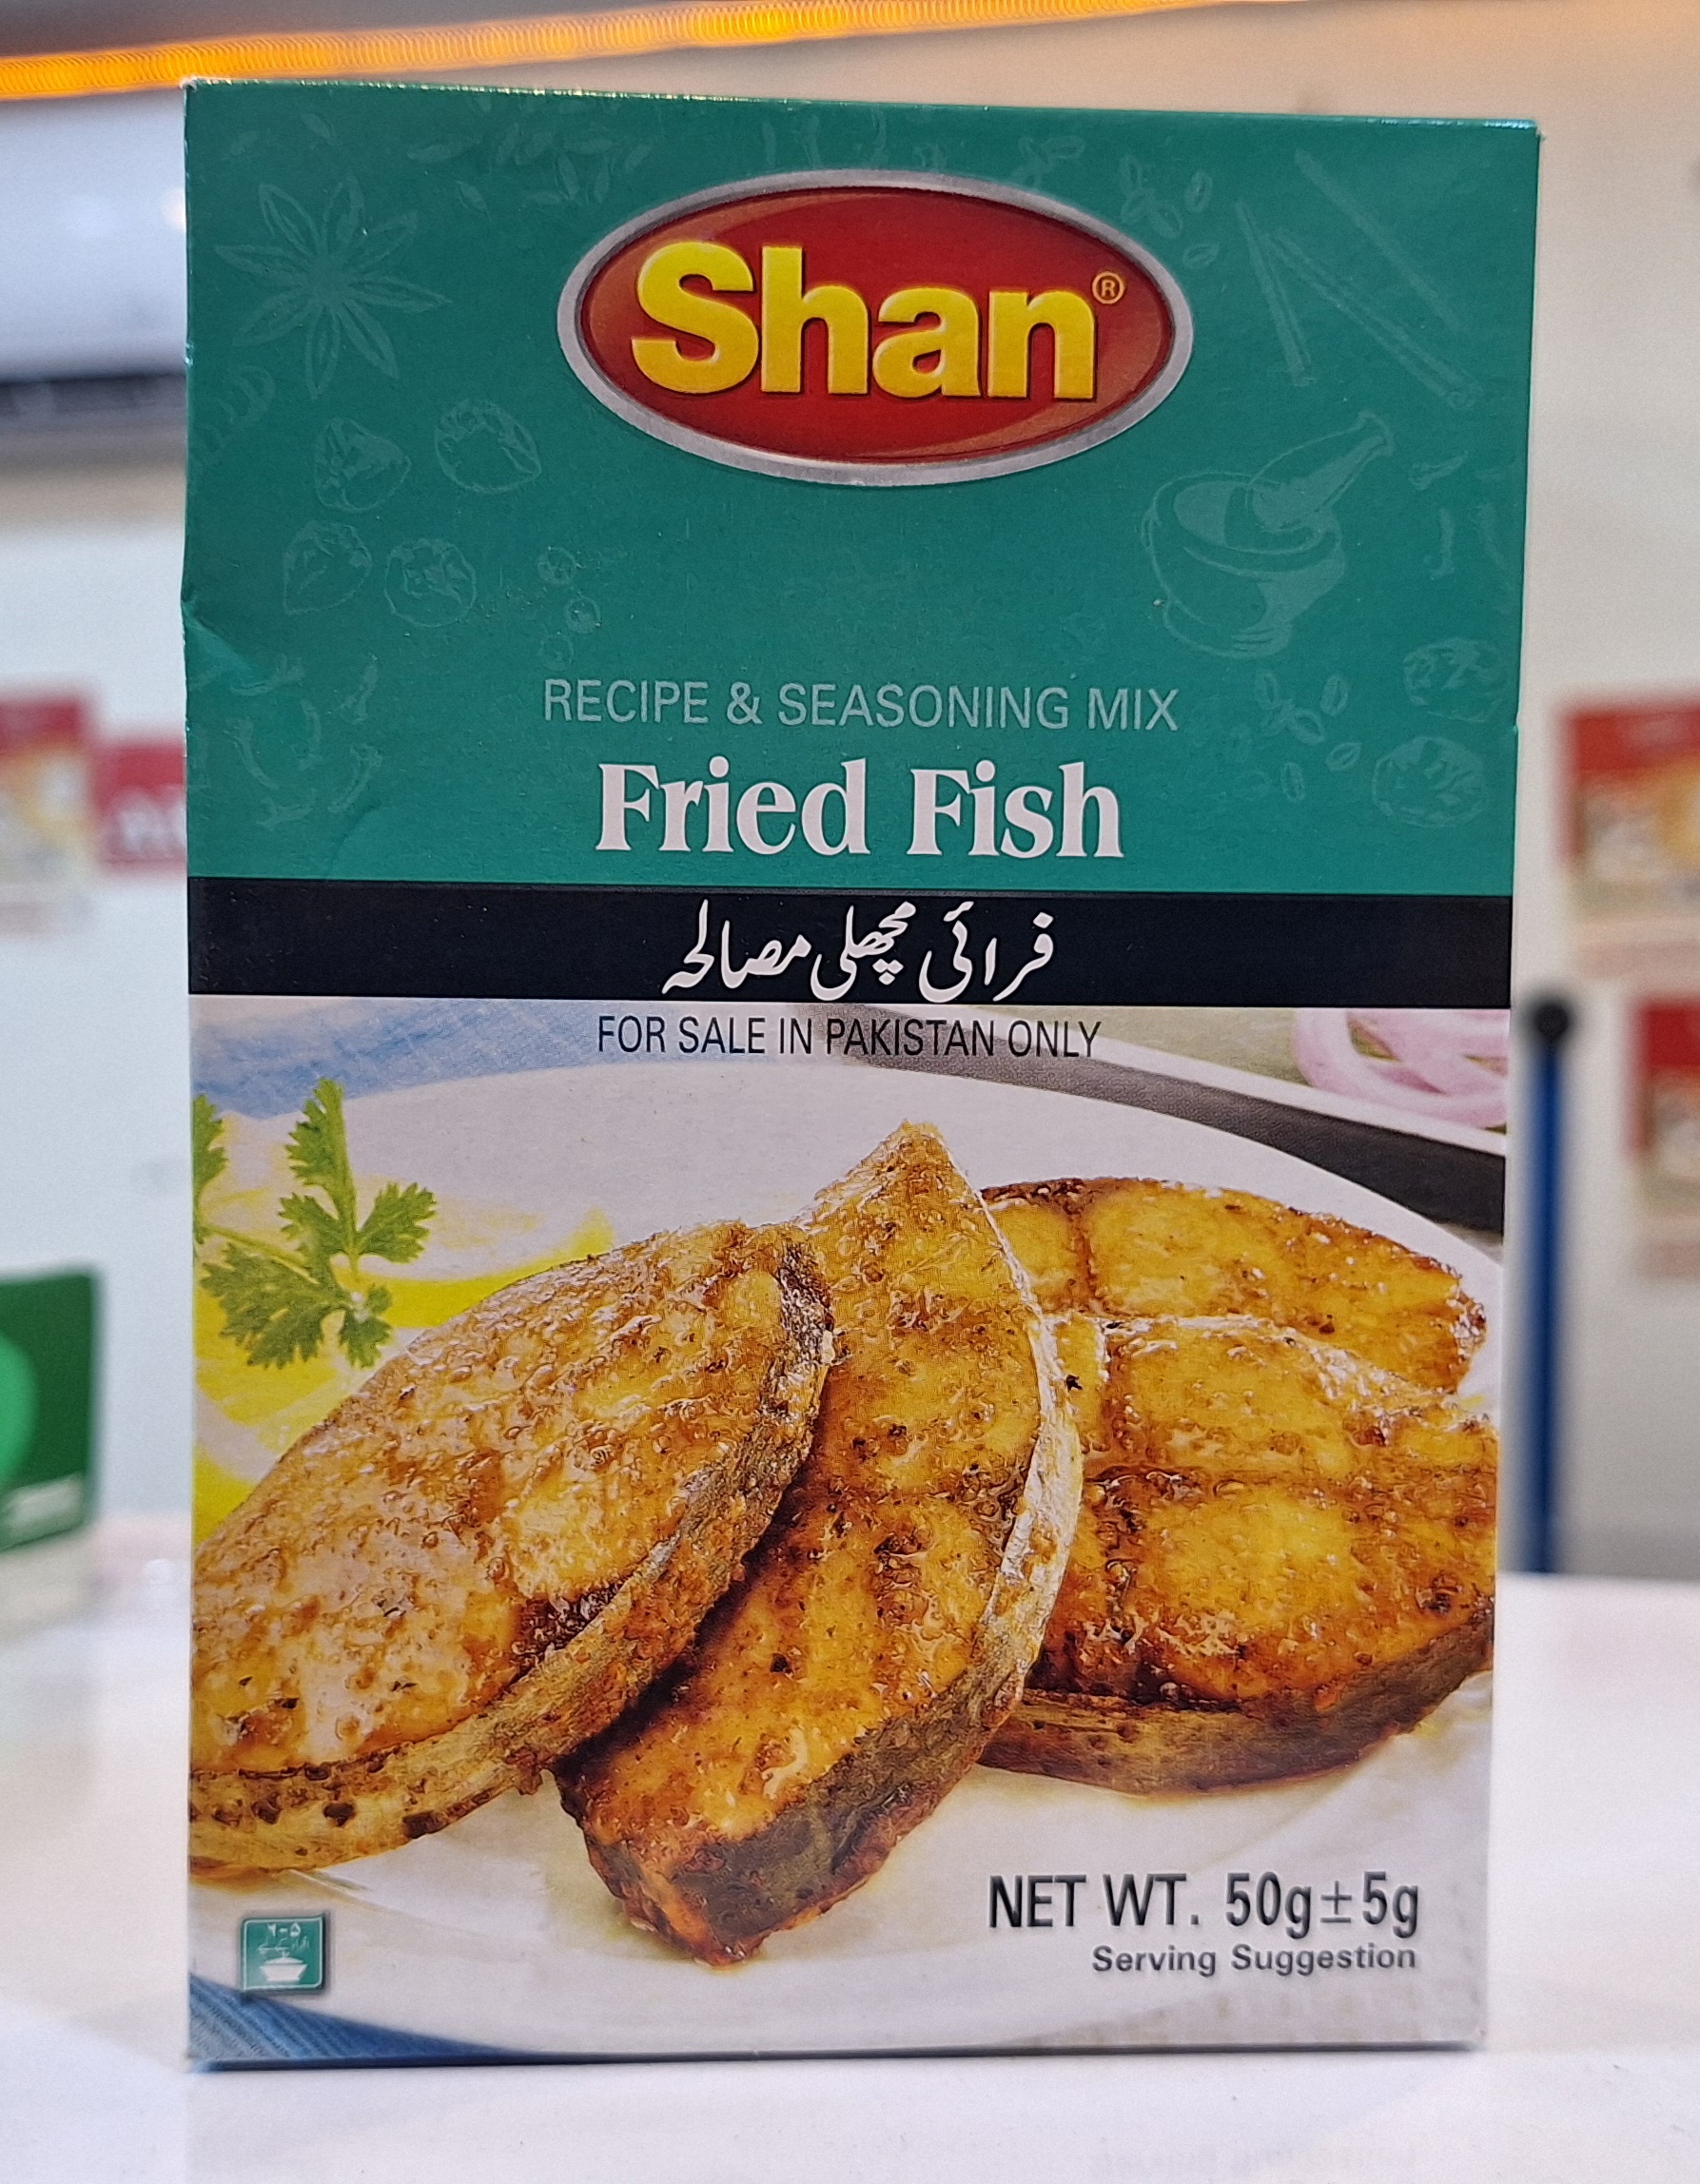 Shan®
RECIPE & SEASONING MIX
Fried Fish
فرائی مچھلی مصالحہ
FOR SALE IN PAKISTAN ONLY
NET WT. 50g±5g
Serving Suggestion